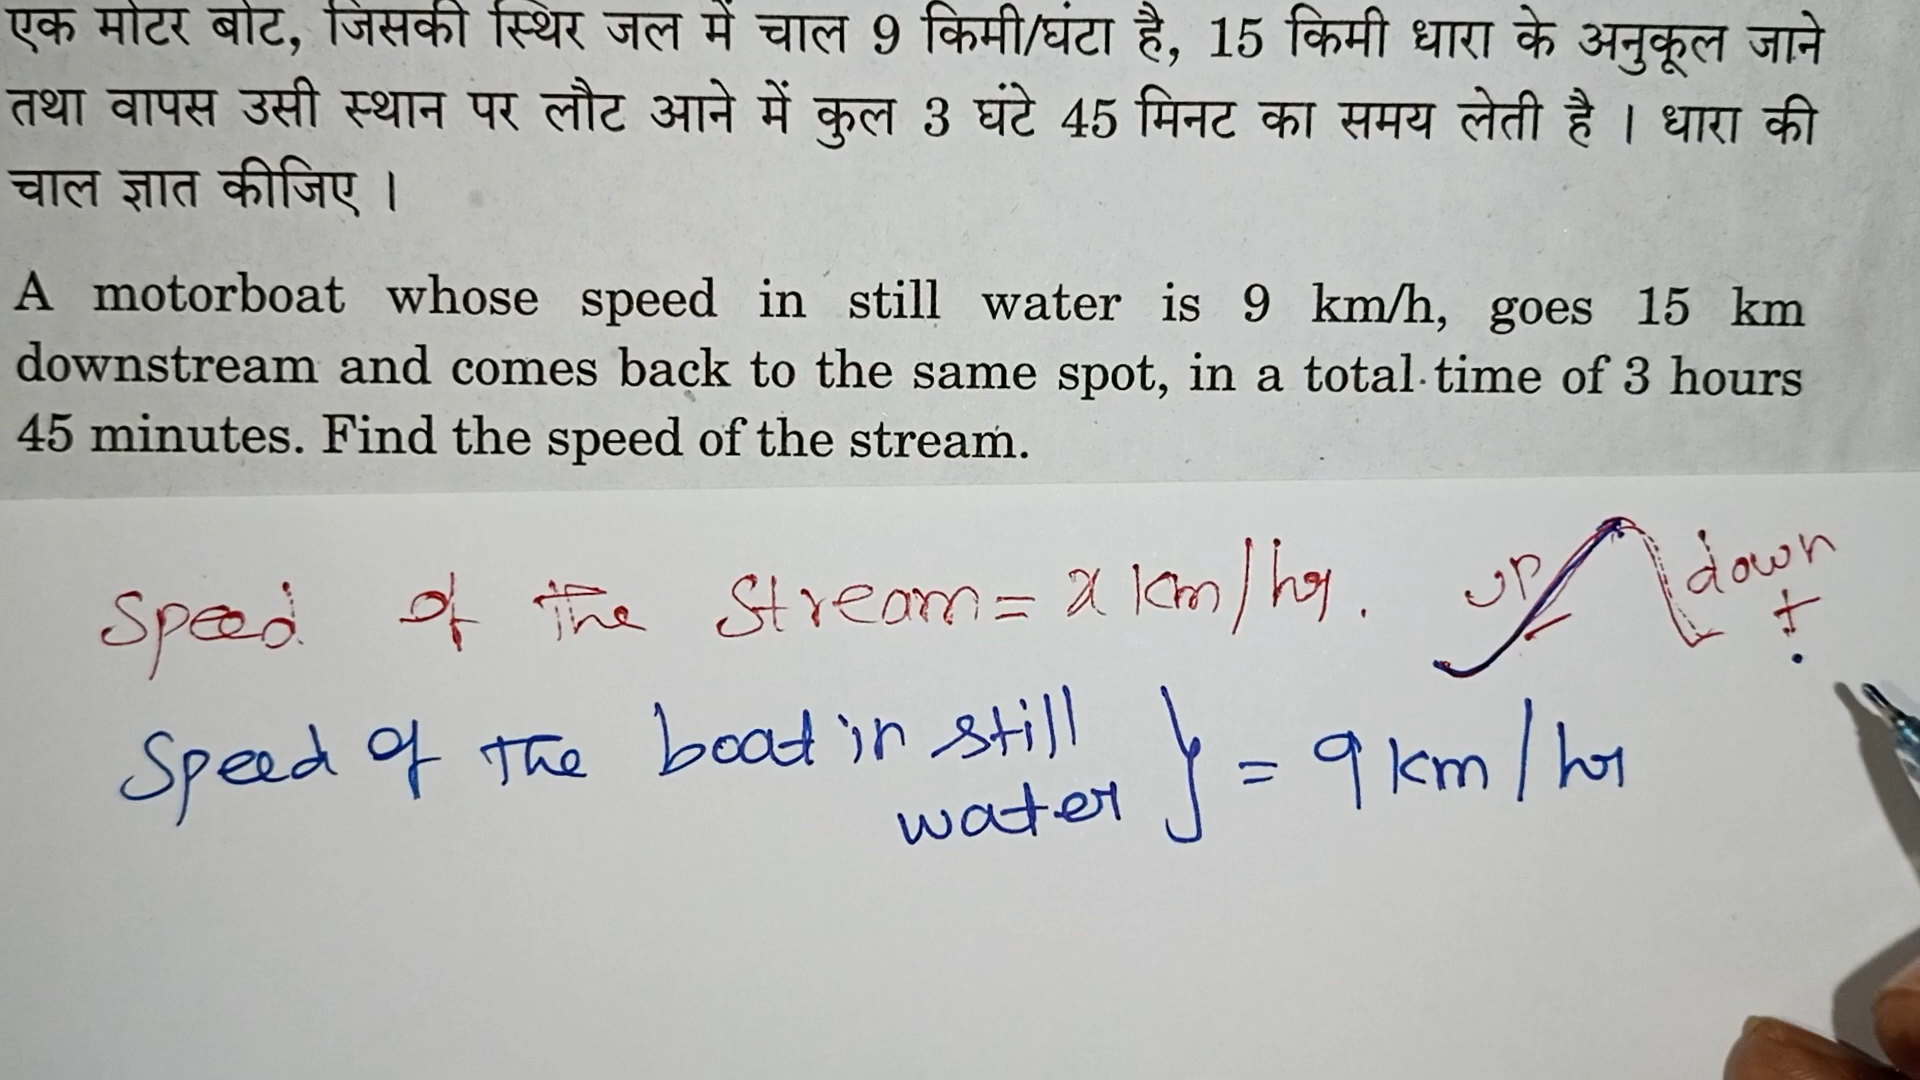 एक मोटर बोट, जिसकी स्थिर जल में चाल 9 किमी/घंटा है, 15 किमी धारा के अनुकूल जाने
तथा वापस उसी स्थान पर लौट आने में कुल 3 घंटे 45 मिनट का समय लेती है । धारा की
चाल ज्ञात कीजिए ।
A motorboat whose speed in still water is 9 km/h, goes 15 km
downstream and comes back to the same spot, in a total time of 3 hours
45 minutes. Find the speed of the stream.
Speed of the Stream = x km/hr.
up - down +
Speed of the boat in still
water } = 9 km/hr